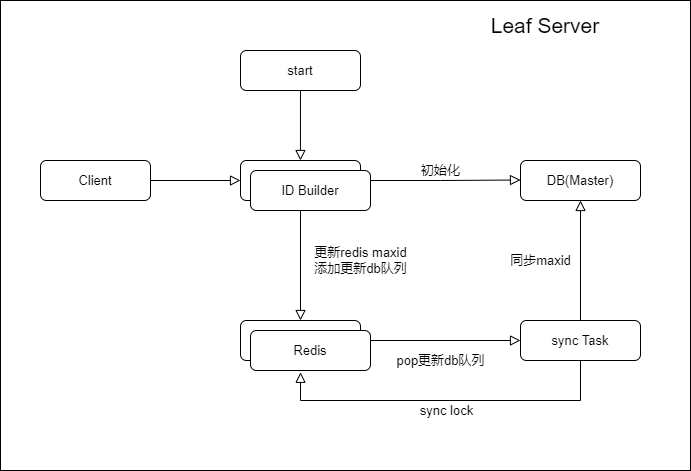 Leaf Server
start
Client
ID Builder
初始化
DB(Master)
更新redis maxid
添加更新db队列
同步maxid
Redis
pop更新db队列
sync Task
sync lock